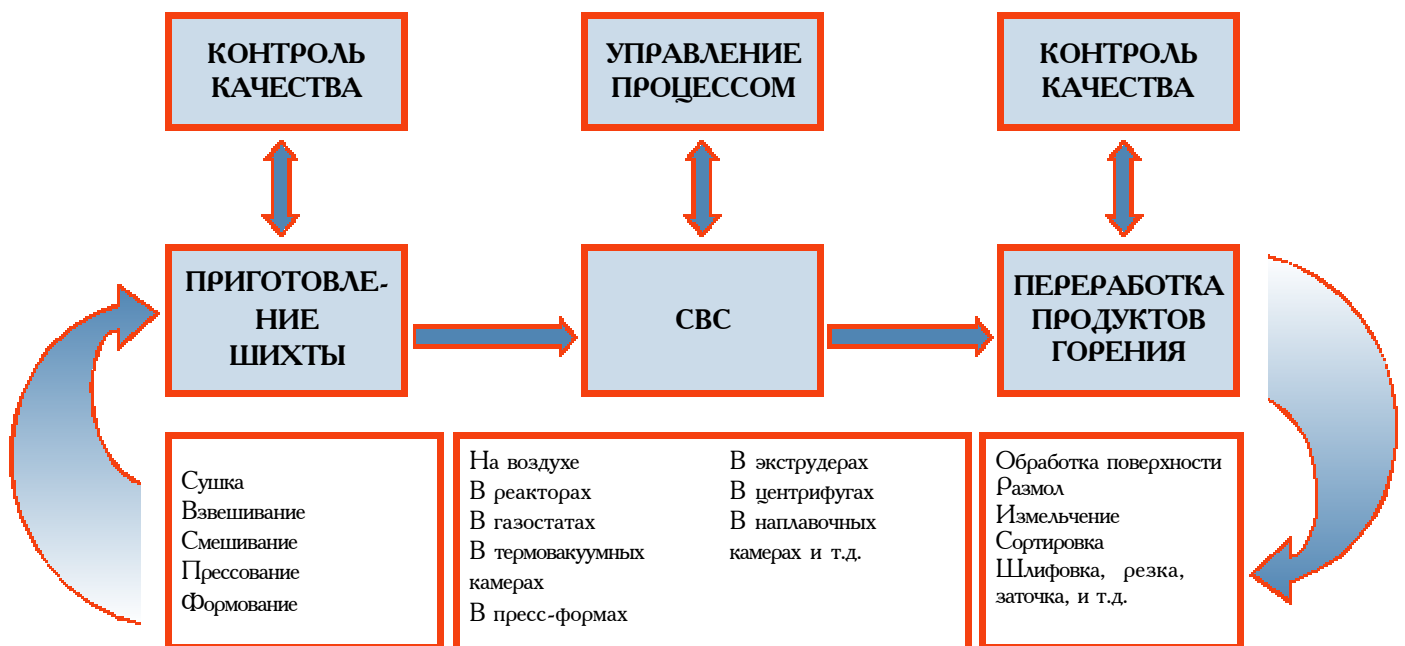 КОНТРОЛЬ
КАЧЕСТВА
УПРАВЛЕНИЕ
ПРОЦЕССОМ
КОНТРОЛЬ
КАЧЕСТВА
ПРИГОТОВЛЕ-
НИЕ
ШИХТЫ
СВС
ПЕРЕРАБОТКА
ПРОДУКТОВ
ГОРЕНИЯ
Сушка
Взвешивание
Смешивание
Прессование
Формование
На воздухе
В реакторах
В газостатах
В термовакуумных
камерах
В пресс-формах
В экструдерах
В центрифугах
В наплавочных
камерах и т.д.
Обработка поверхности
Размол
Измельчение
Сортировка
Шлифовка, резка,
заточка, и т.д.